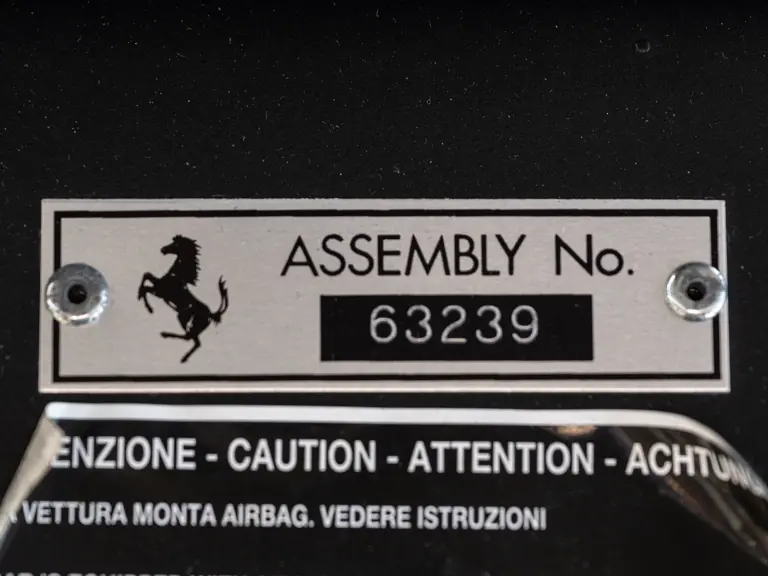 ASSEMBLY No.
63239
ENZIONE - CAUTION - ATTENTION - ACHTUN
VETTURA MONTA AIRBAG. VEDERE ISTRUZIONI